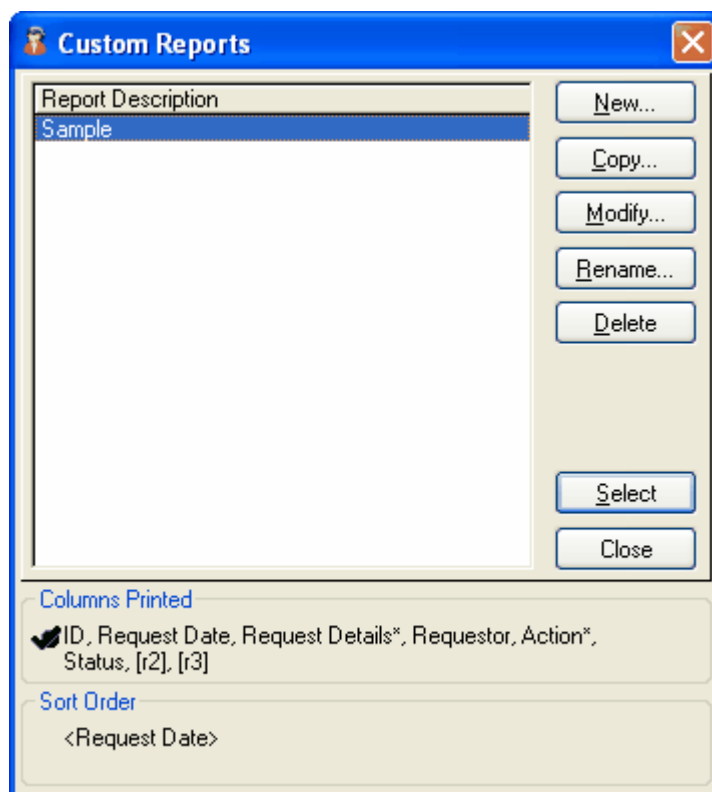 Custom Reports
Report Description
Sample
New...
Copy...
Modify...
Rename...
Delete
Select
Close
Columns Printed
ID, Request Date, Request Details*, Requestor, Action*,
Status, [r2], [r3]
Sort Order
<Request Date>